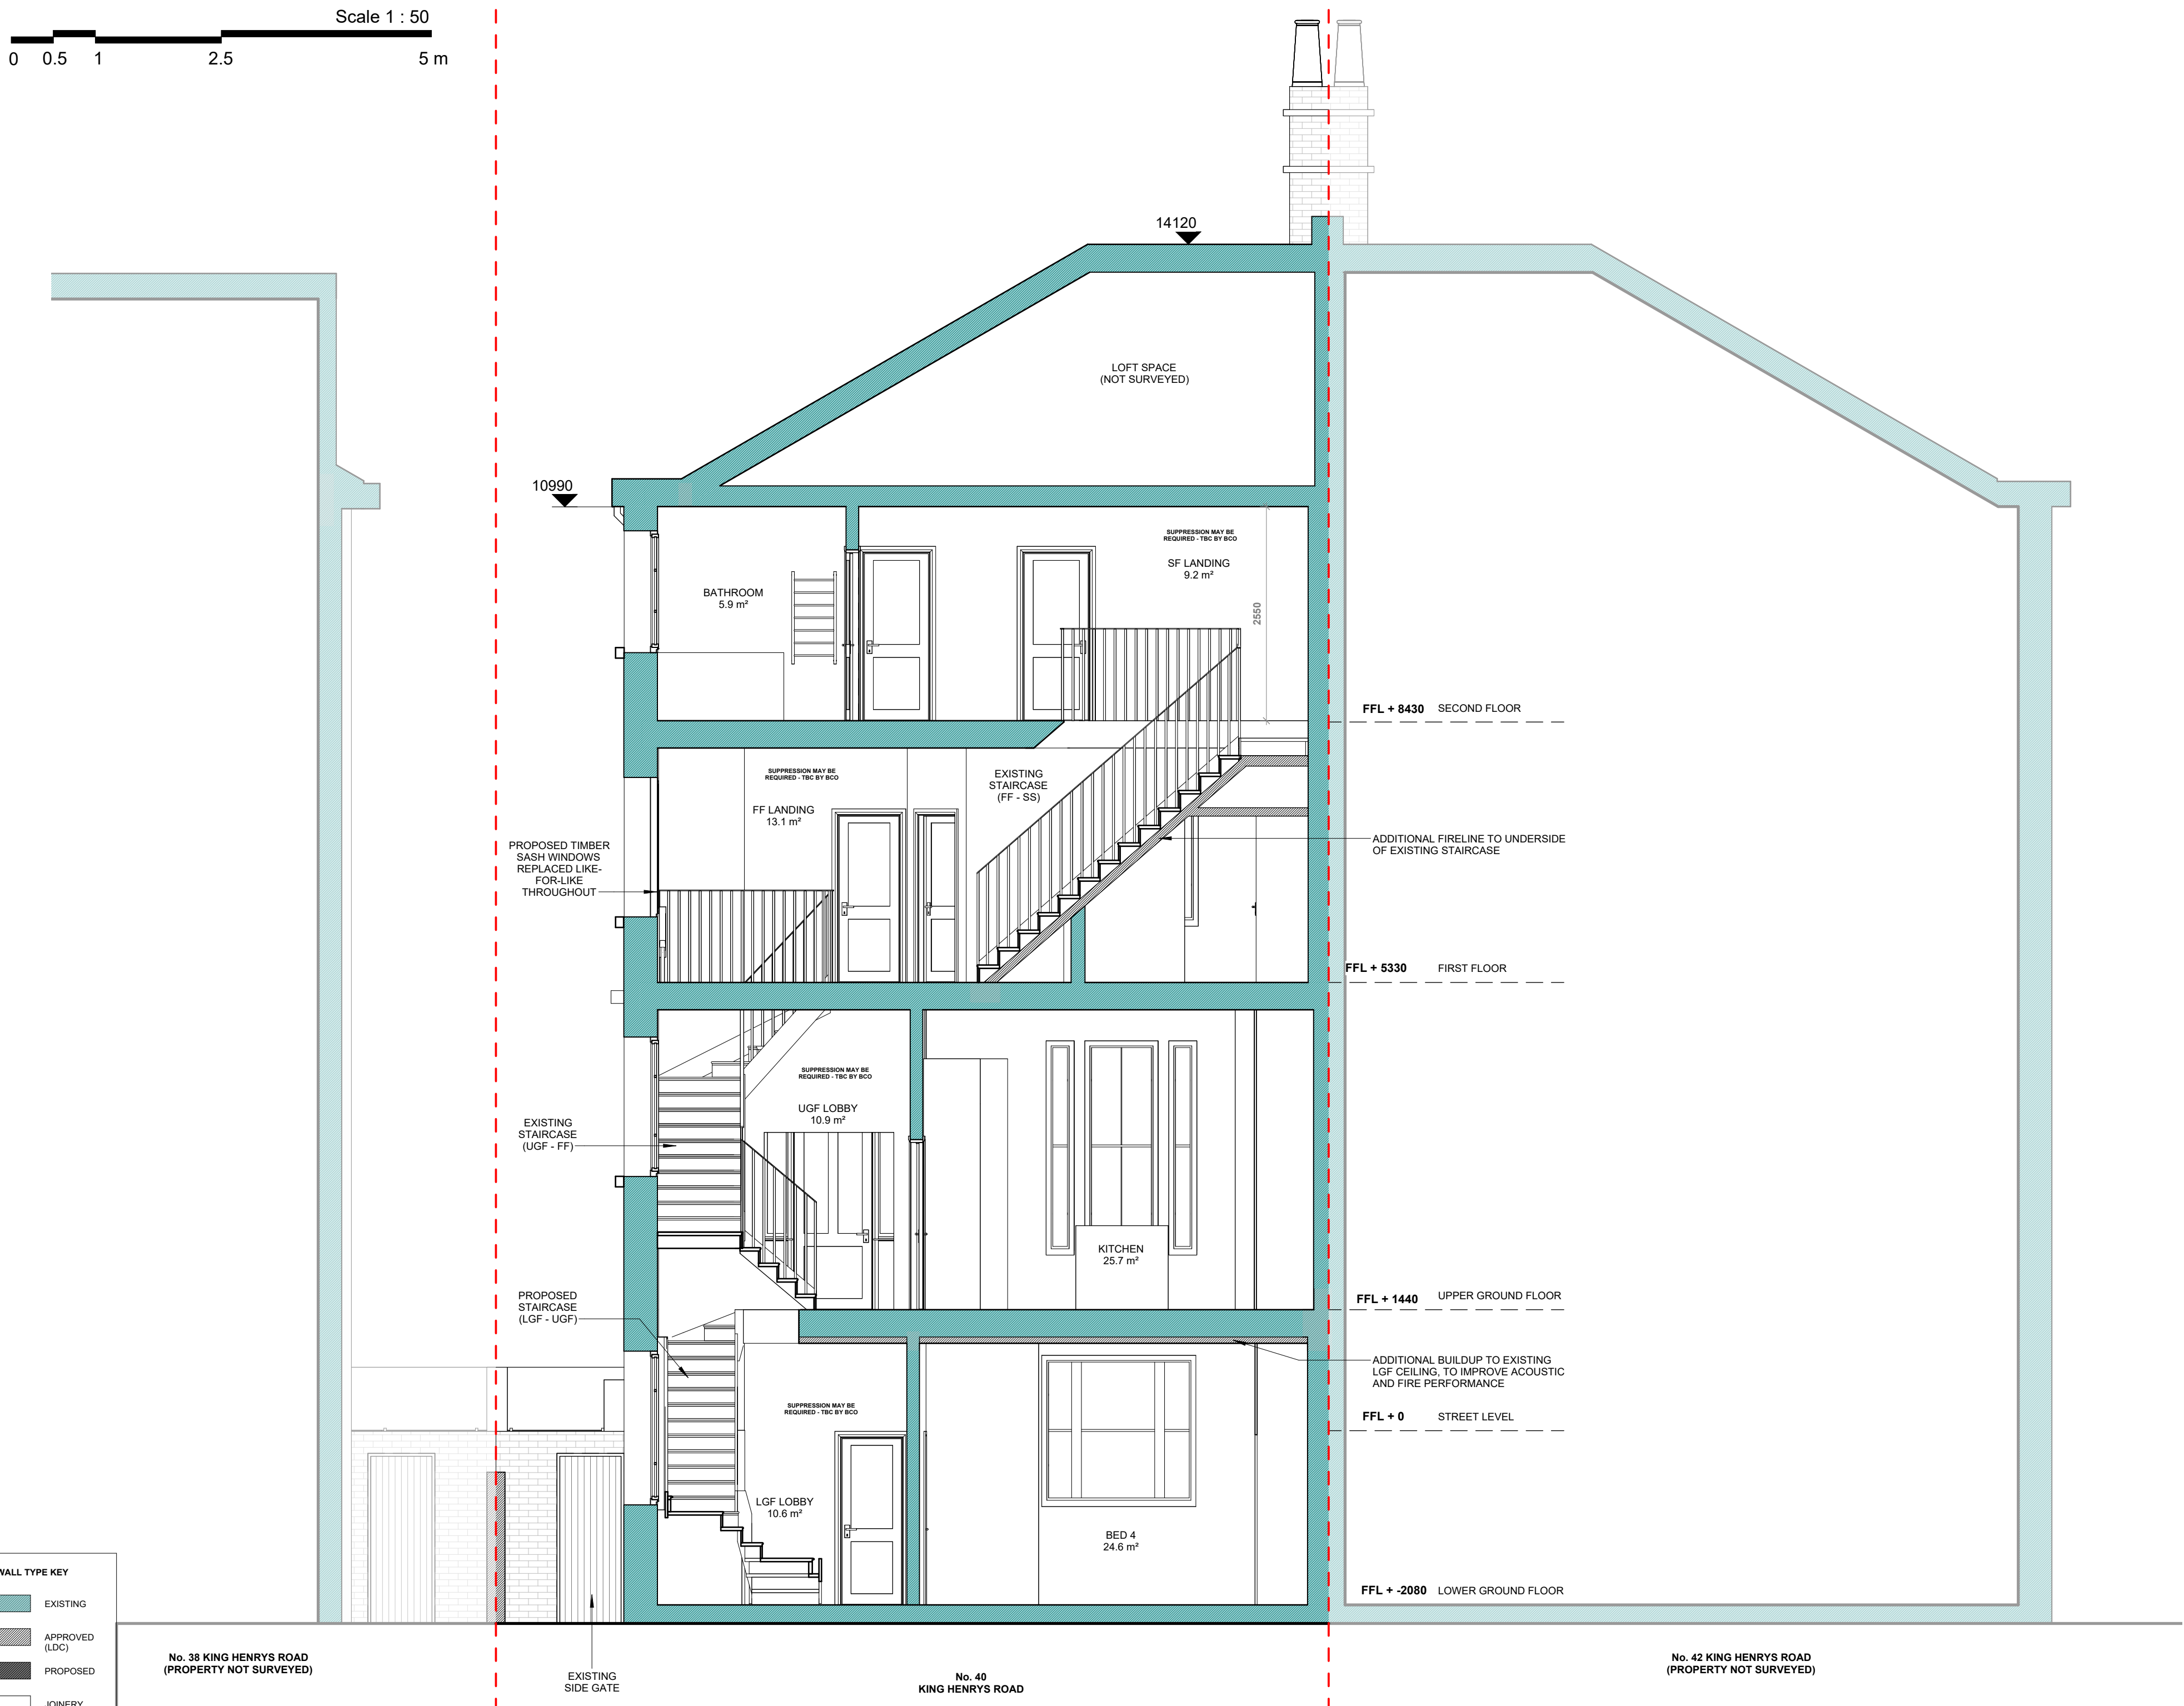 Scale 1 : 50
0 0.5 1 2.5 5 m
14120
LOFT SPACE
(NOT SURVEYED)
10990
SUPPRESSION MAY BE
REQUIRED - TBC BY BCO
SF LANDING
9.2 m²
BATHROOM
5.9 m²
2550
FFL + 8430 SECOND FLOOR
SUPPRESSION MAY BE
REQUIRED - TBC BY BCO
FF LANDING
13.1 m²
EXISTING
STAIRCASE
(FF - SS)
PROPOSED TIMBER
SASH WINDOWS
REPLACED LIKE-
FOR-LIKE
THROUGHOUT
ADDITIONAL FIRELINE TO UNDERSIDE
OF EXISTING STAIRCASE
FFL + 5330 FIRST FLOOR
SUPPRESSION MAY BE
REQUIRED - TBC BY BCO
UGF LOBBY
10.9 m²
EXISTING
STAIRCASE
(UGF - FF)
KITCHEN
25.7 m²
PROPOSED
STAIRCASE
(LGF - UGF)
FFL + 1440 UPPER GROUND FLOOR
ADDITIONAL BUILDUP TO EXISTING
LGF CEILING, TO IMPROVE ACOUSTIC
AND FIRE PERFORMANCE
SUPPRESSION MAY BE
REQUIRED - TBC BY BCO
FFL + 0 STREET LEVEL
LGF LOBBY
10.6 m²
BED 4
24.6 m²
FFL + -2080 LOWER GROUND FLOOR
WALL TYPE KEY
EXISTING
APPROVED
(LDC)
PROPOSED
JOINERY
No. 38 KING HENRYS ROAD
(PROPERTY NOT SURVEYED)
EXISTING
SIDE GATE
No. 40
KING HENRYS ROAD
No. 42 KING HENRYS ROAD
(PROPERTY NOT SURVEYED)